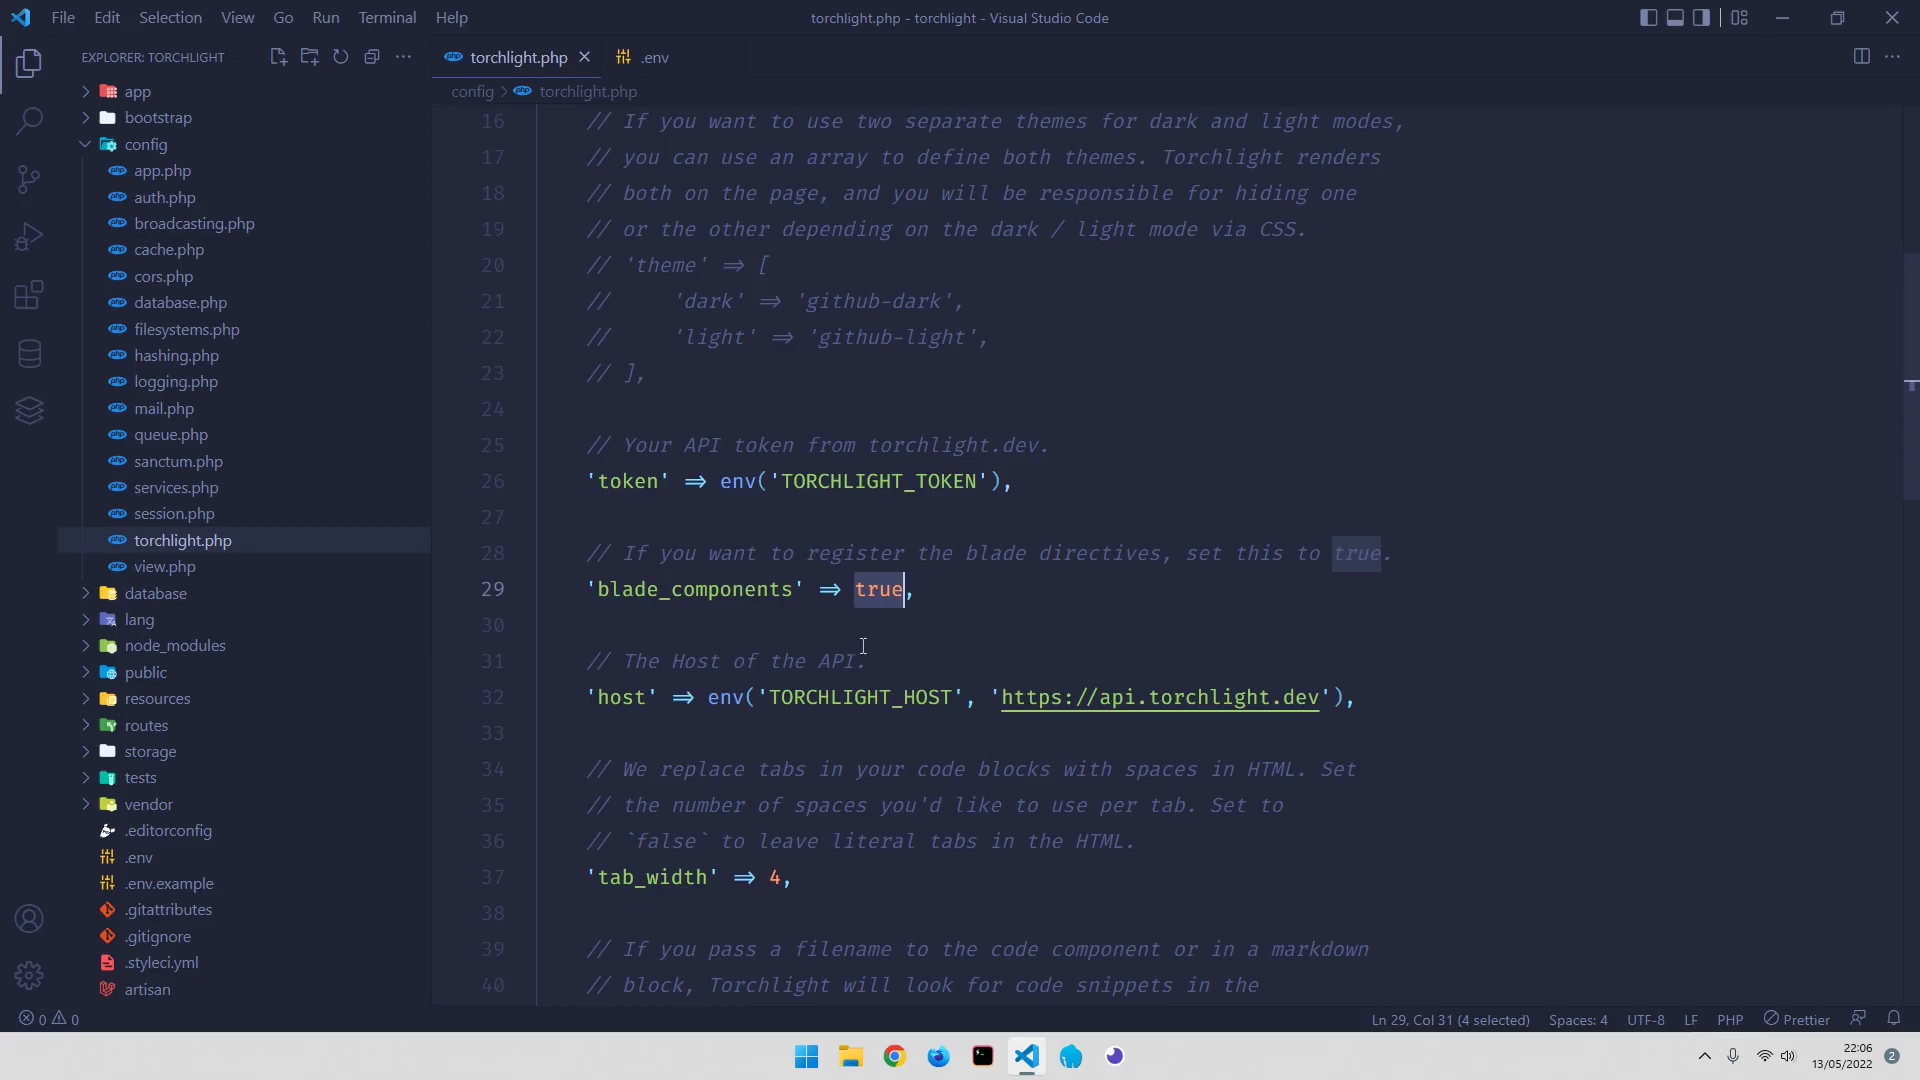 File Edit Selection View Go Run Terminal Help
torchlight.php - torchlight - Visual Studio Code
EXPLORER: TORCHLIGHT
app
bootstrap
config
app.php
auth.php
broadcasting.php
cache.php
cors.php
database.php
filesystems.php
hashing.php
logging.php
mail.php
queue.php
sanctum.php
services.php
session.php
torchlight.php
view.php
database
lang
node_modules
public
resources
routes
storage
tests
vendor
.editorconfig
.env
.env.example
.gitattributes
.gitignore
.styleci.yml
artisan
torchlight.php
.env
config > torchlight.php
16 // If you want to use two separate themes for dark and light modes,
17 // you can use an array to define both themes. Torchlight renders
18 // both on the page, and you will be responsible for hiding one
19 // or the other depending on the dark / light mode via CSS.
20 // 'theme' => [
21 //     'dark' => 'github-dark',
22 //     'light' => 'github-light',
23 // ],
24
25 // Your API token from torchlight.dev.
26 'token' => env('TORCHLIGHT_TOKEN'),
27
28 // If you want to register the blade directives, set this to true.
29 'blade_components' => true,
30
31 // The Host of the API.
32 'host' => env('TORCHLIGHT_HOST', 'https://api.torchlight.dev'),
33
34 // We replace tabs in your code blocks with spaces in HTML. Set
35 // the number of spaces you'd like to use per tab. Set to
36 // `false` to leave literal tabs in the HTML.
37 'tab_width' => 4,
38
39 // If you pass a filename to the code component or in a markdown
40 // block, Torchlight will look for code snippets in the
0 0
Ln 29, Col 31 (4 selected) Spaces: 4 UTF-8 LF PHP Prettier
22:06
13/05/2022
2